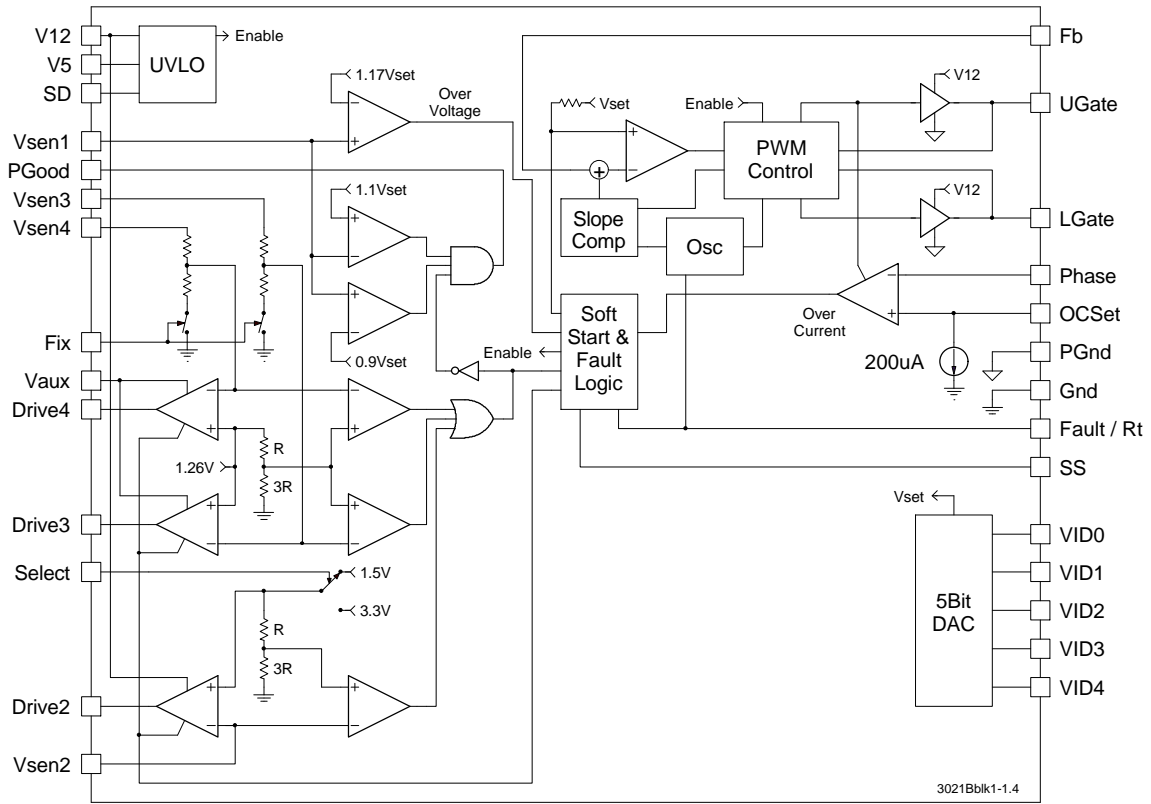 V12
V5
SD
Vsen1
PGood
Vsen3
Vsen4
Fix
Vaux
Drive4
Drive3
Select
Drive2
Vsen2
UVLO
Enable
1.17Vset
Over
Voltage
1.1Vset
0.9Vset
Enable
1.26V
R
3R
1.5V
3.3V
R
3R
Vset
Enable
PWM
Control
V12
V12
Slope
Comp
Osc
Soft
Start &
Fault
Logic
Over
Current
200uA
Vset
5Bit
DAC
Fb
UGate
LGate
Phase
OCSet
PGnd
Gnd
Fault / Rt
SS
VID0
VID1
VID2
VID3
VID4
+
−
3021Bblk1-1.4